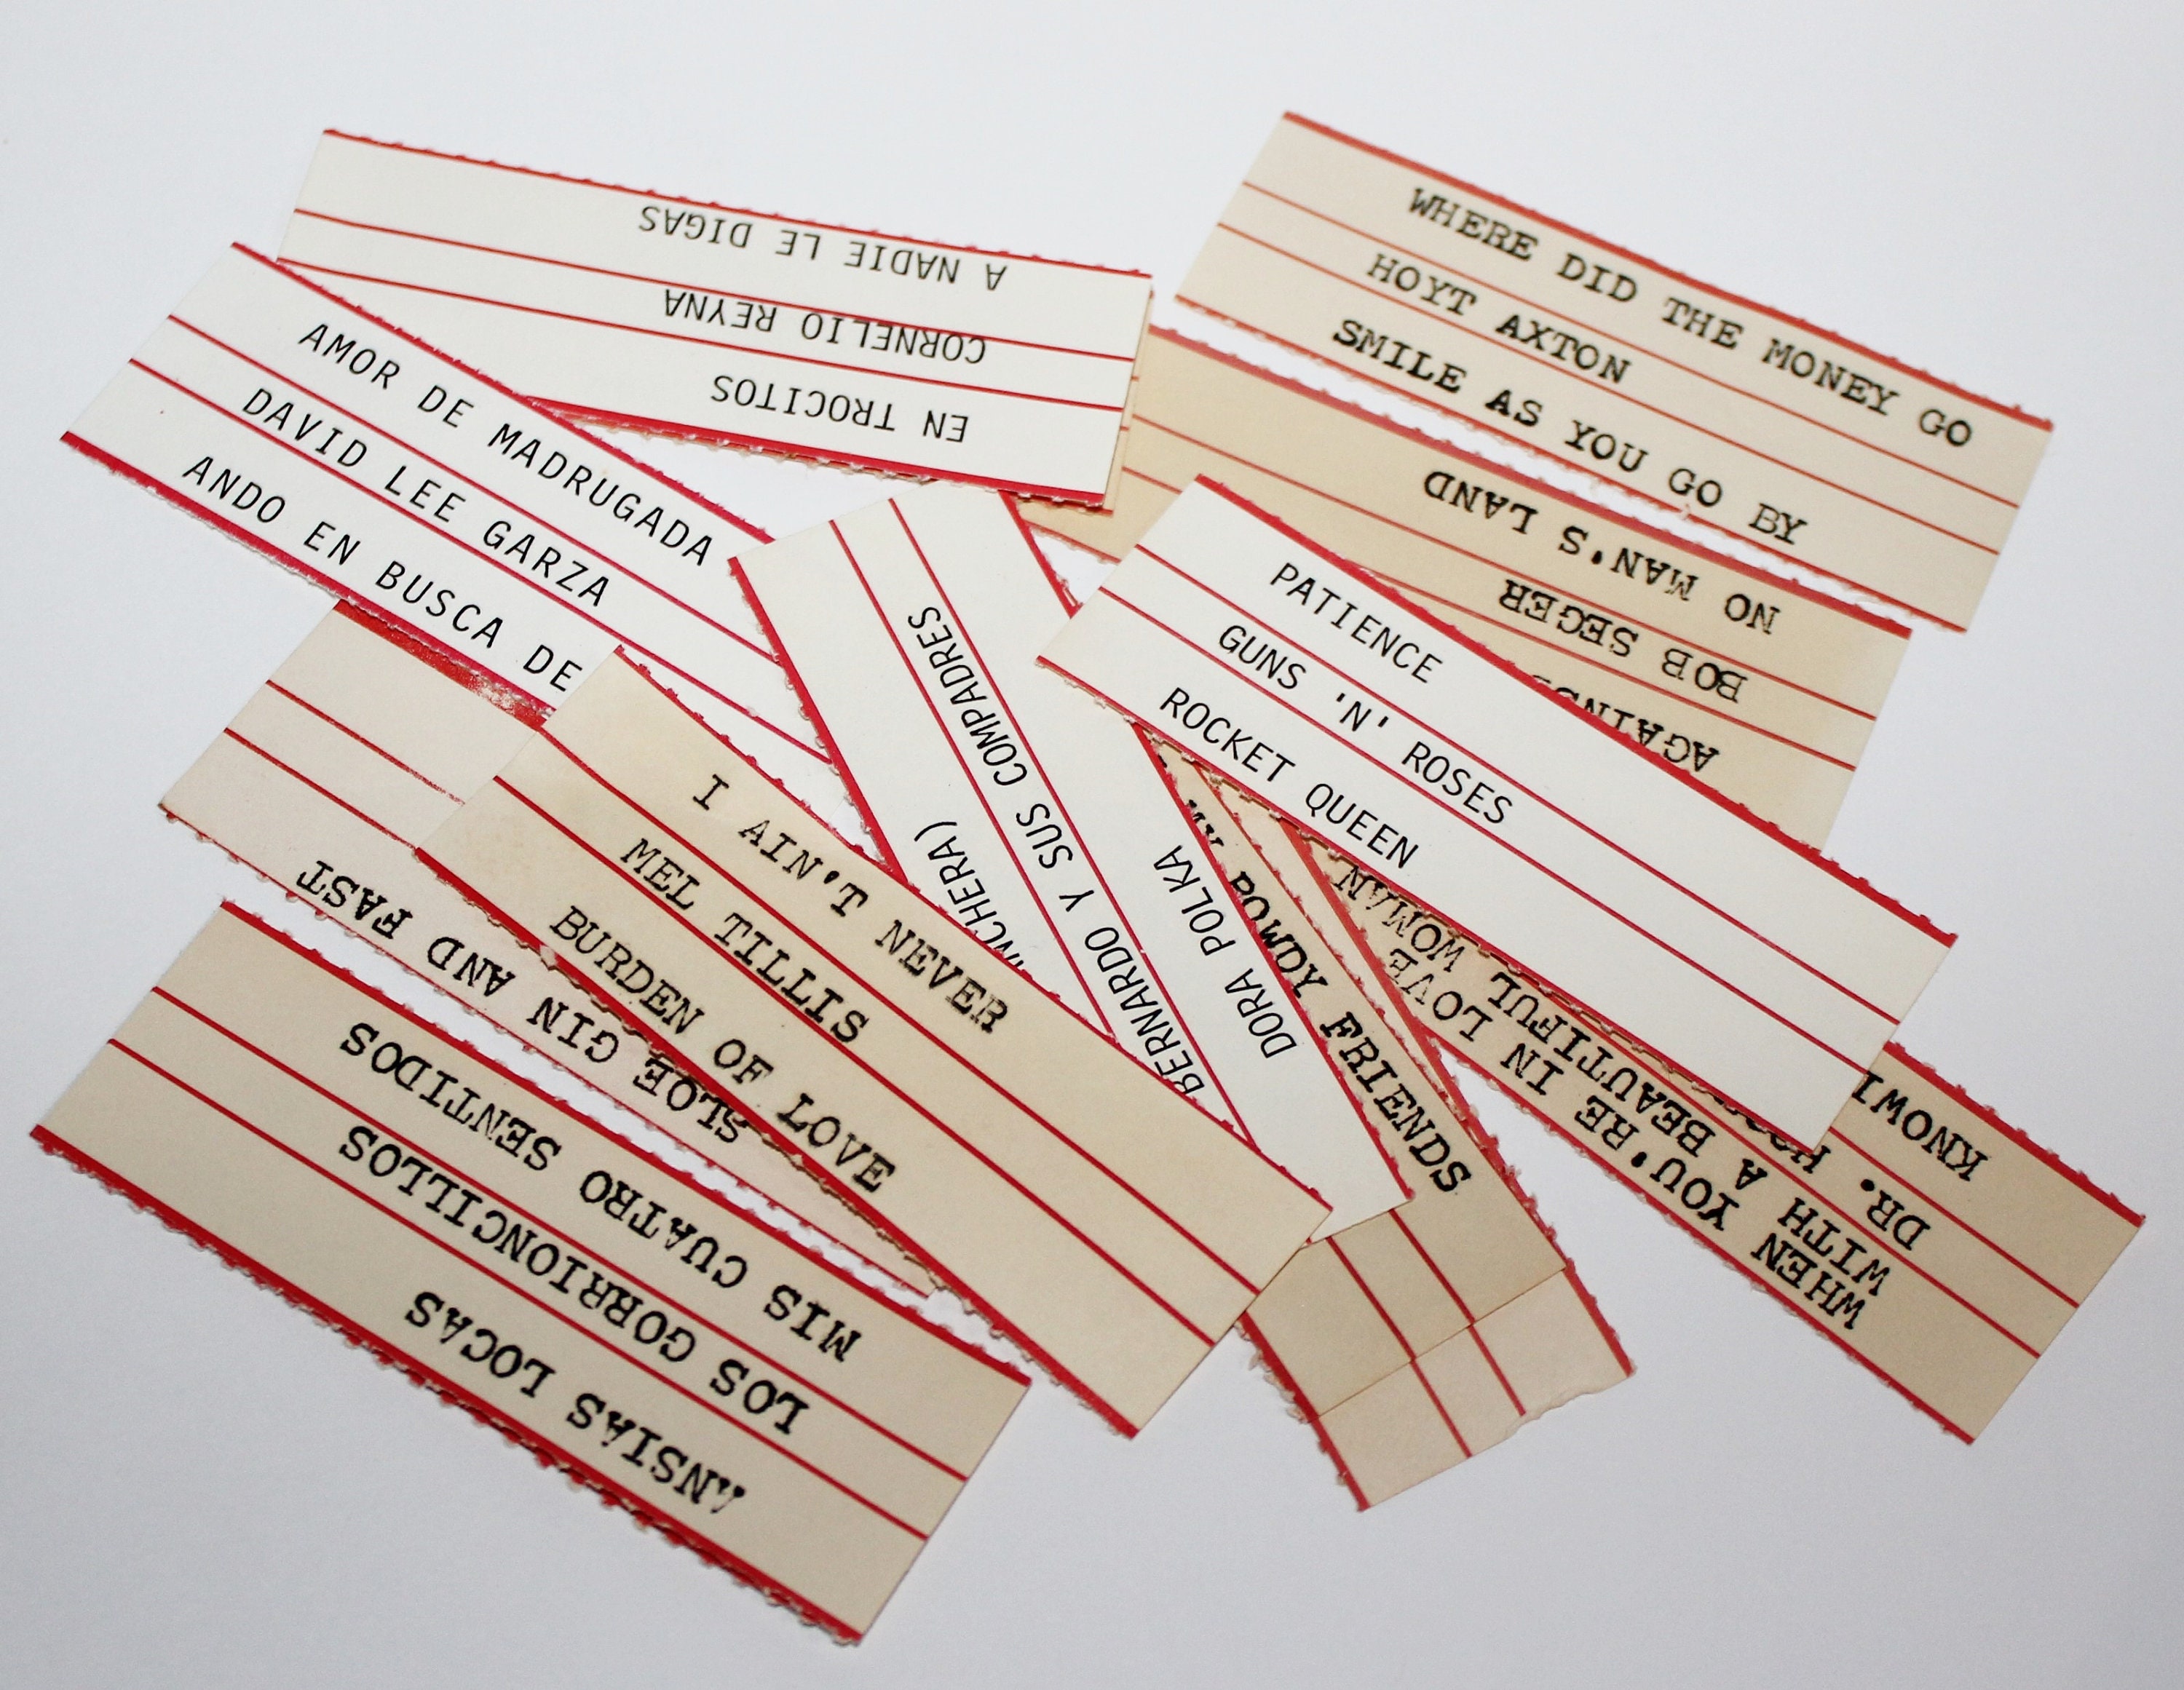 A NADIE LE DIGAS
CORNELIO REYNA
EN TROCITOS
WHERE DID THE MONEY GO
HOYT AXTON
SMILE AS YOU GO BY
AMOR DE MADRUGADA
DAVID LEE GARZA
ANDO EN BUSCA DE
NO MAN'S LAND
BOB SEGER
PATIENCE
GUNS 'N' ROSES
ROCKET QUEEN
BERNARDO Y SUS COMPADRES
DORA POLKA
I AIN'T NEVER
MEL TILLIS
BURDEN OF LOVE
SLOE GIN AND FAST
MY ROWDY FRIENDS
DR.
WHEN YOU'RE IN LOVE
WITH A BEAUTIFUL WOMAN
ANSIAS LOCAS
LOS GORRIONCILLOS
MIS CUATRO SENTIDOS